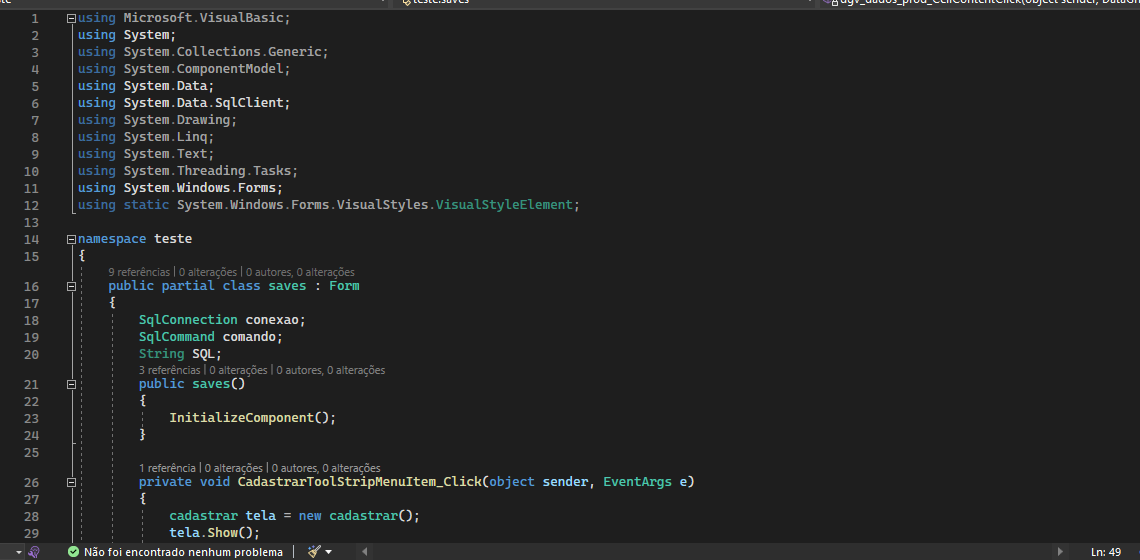 teste.saves
dgv_dados_prod_CellContentClick(object sender, DataGr
1 using Microsoft.VisualBasic;
2 using System;
3 using System.Collections.Generic;
4 using System.ComponentModel;
5 using System.Data;
6 using System.Data.SqlClient;
7 using System.Drawing;
8 using System.Linq;
9 using System.Text;
10 using System.Threading.Tasks;
11 using System.Windows.Forms;
12 using static System.Windows.Forms.VisualStyles.VisualStyleElement;
13
14 namespace teste
15 {
9 referências | 0 alterações | 0 autores, 0 alterações
16 public partial class saves : Form
17 {
18 SqlConnection conexao;
19 SqlCommand comando;
20 String SQL;
3 referências | 0 alterações | 0 autores, 0 alterações
21 public saves()
22 {
23 InitializeComponent();
24 }
25
1 referência | 0 alterações | 0 autores, 0 alterações
26 private void CadastrarToolStripMenuItem_Click(object sender, EventArgs e)
27 {
28 cadastrar tela = new cadastrar();
29 tela.Show();
Não foi encontrado nenhum problema
Ln: 49